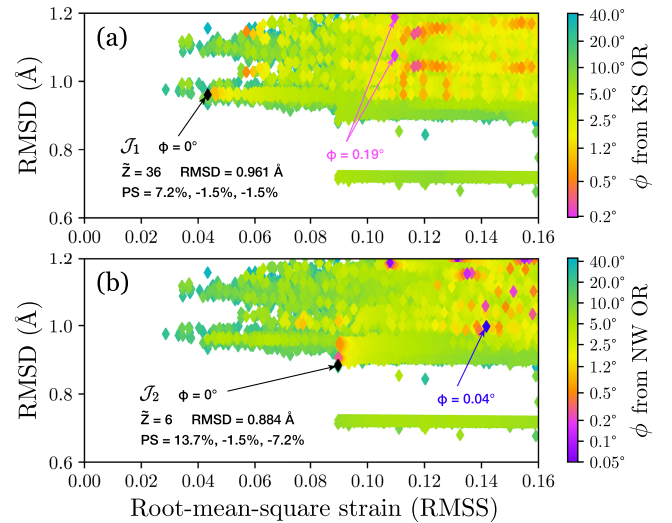 (a)
1.2
1.0
0.8
0.6
RMSD (Å)
0.00 0.02 0.04 0.06 0.08 0.10 0.12 0.14 0.16
𝒥1 ϕ = 0°
Z̃ = 36 RMSD = 0.961 Å
PS = 7.2%, -1.5%, -1.5%
ϕ = 0.19°
40.0°
20.0°
10.0°
5.0°
2.5°
1.2°
0.5°
0.2°
ϕ from KS OR
(b)
1.2
1.0
0.8
0.6
RMSD (Å)
𝒥2 ϕ = 0°
Z̃ = 6 RMSD = 0.884 Å
PS = 13.7%, -1.5%, -7.2%
ϕ = 0.04°
0.00 0.02 0.04 0.06 0.08 0.10 0.12 0.14 0.16
Root-mean-square strain (RMSS)
40.0°
20.0°
10.0°
5.0°
2.5°
1.2°
0.5°
0.2°
0.1°
0.05°
ϕ from NW OR